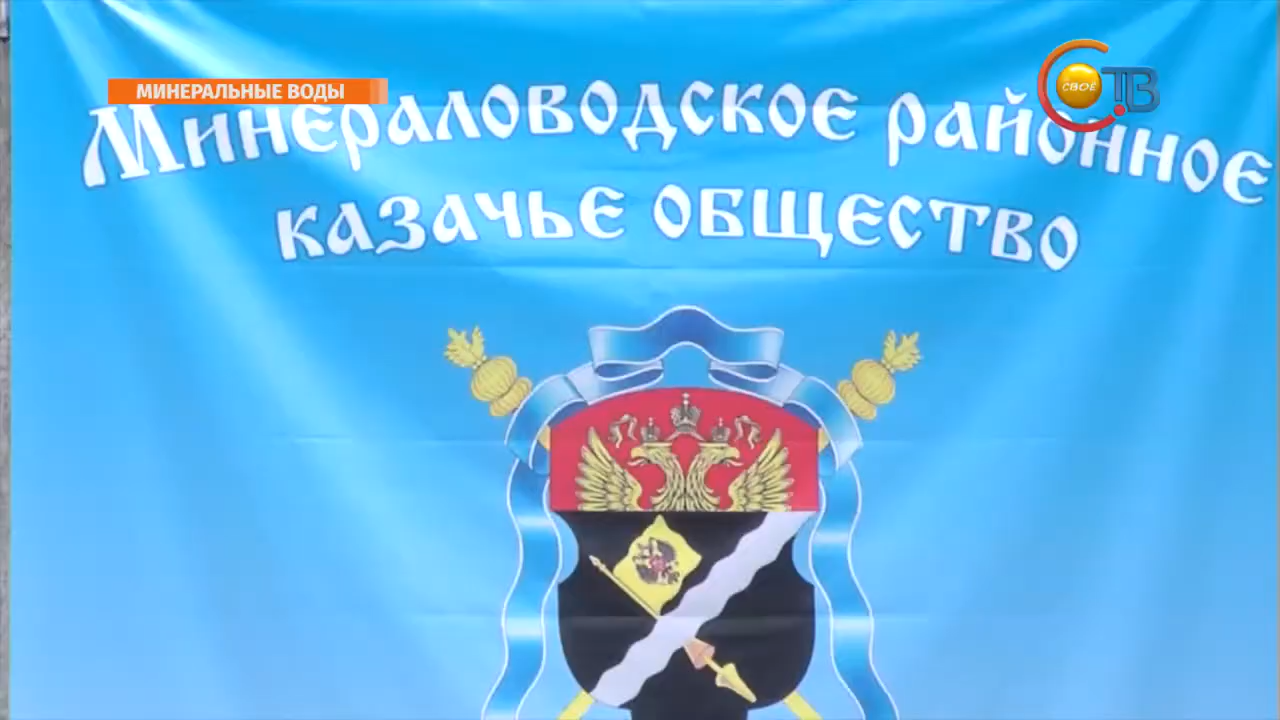 МИНЕРАЛЬНЫЕ ВОДЫ
СВОЁ ТВ
Минераловодское районное
казачье общество